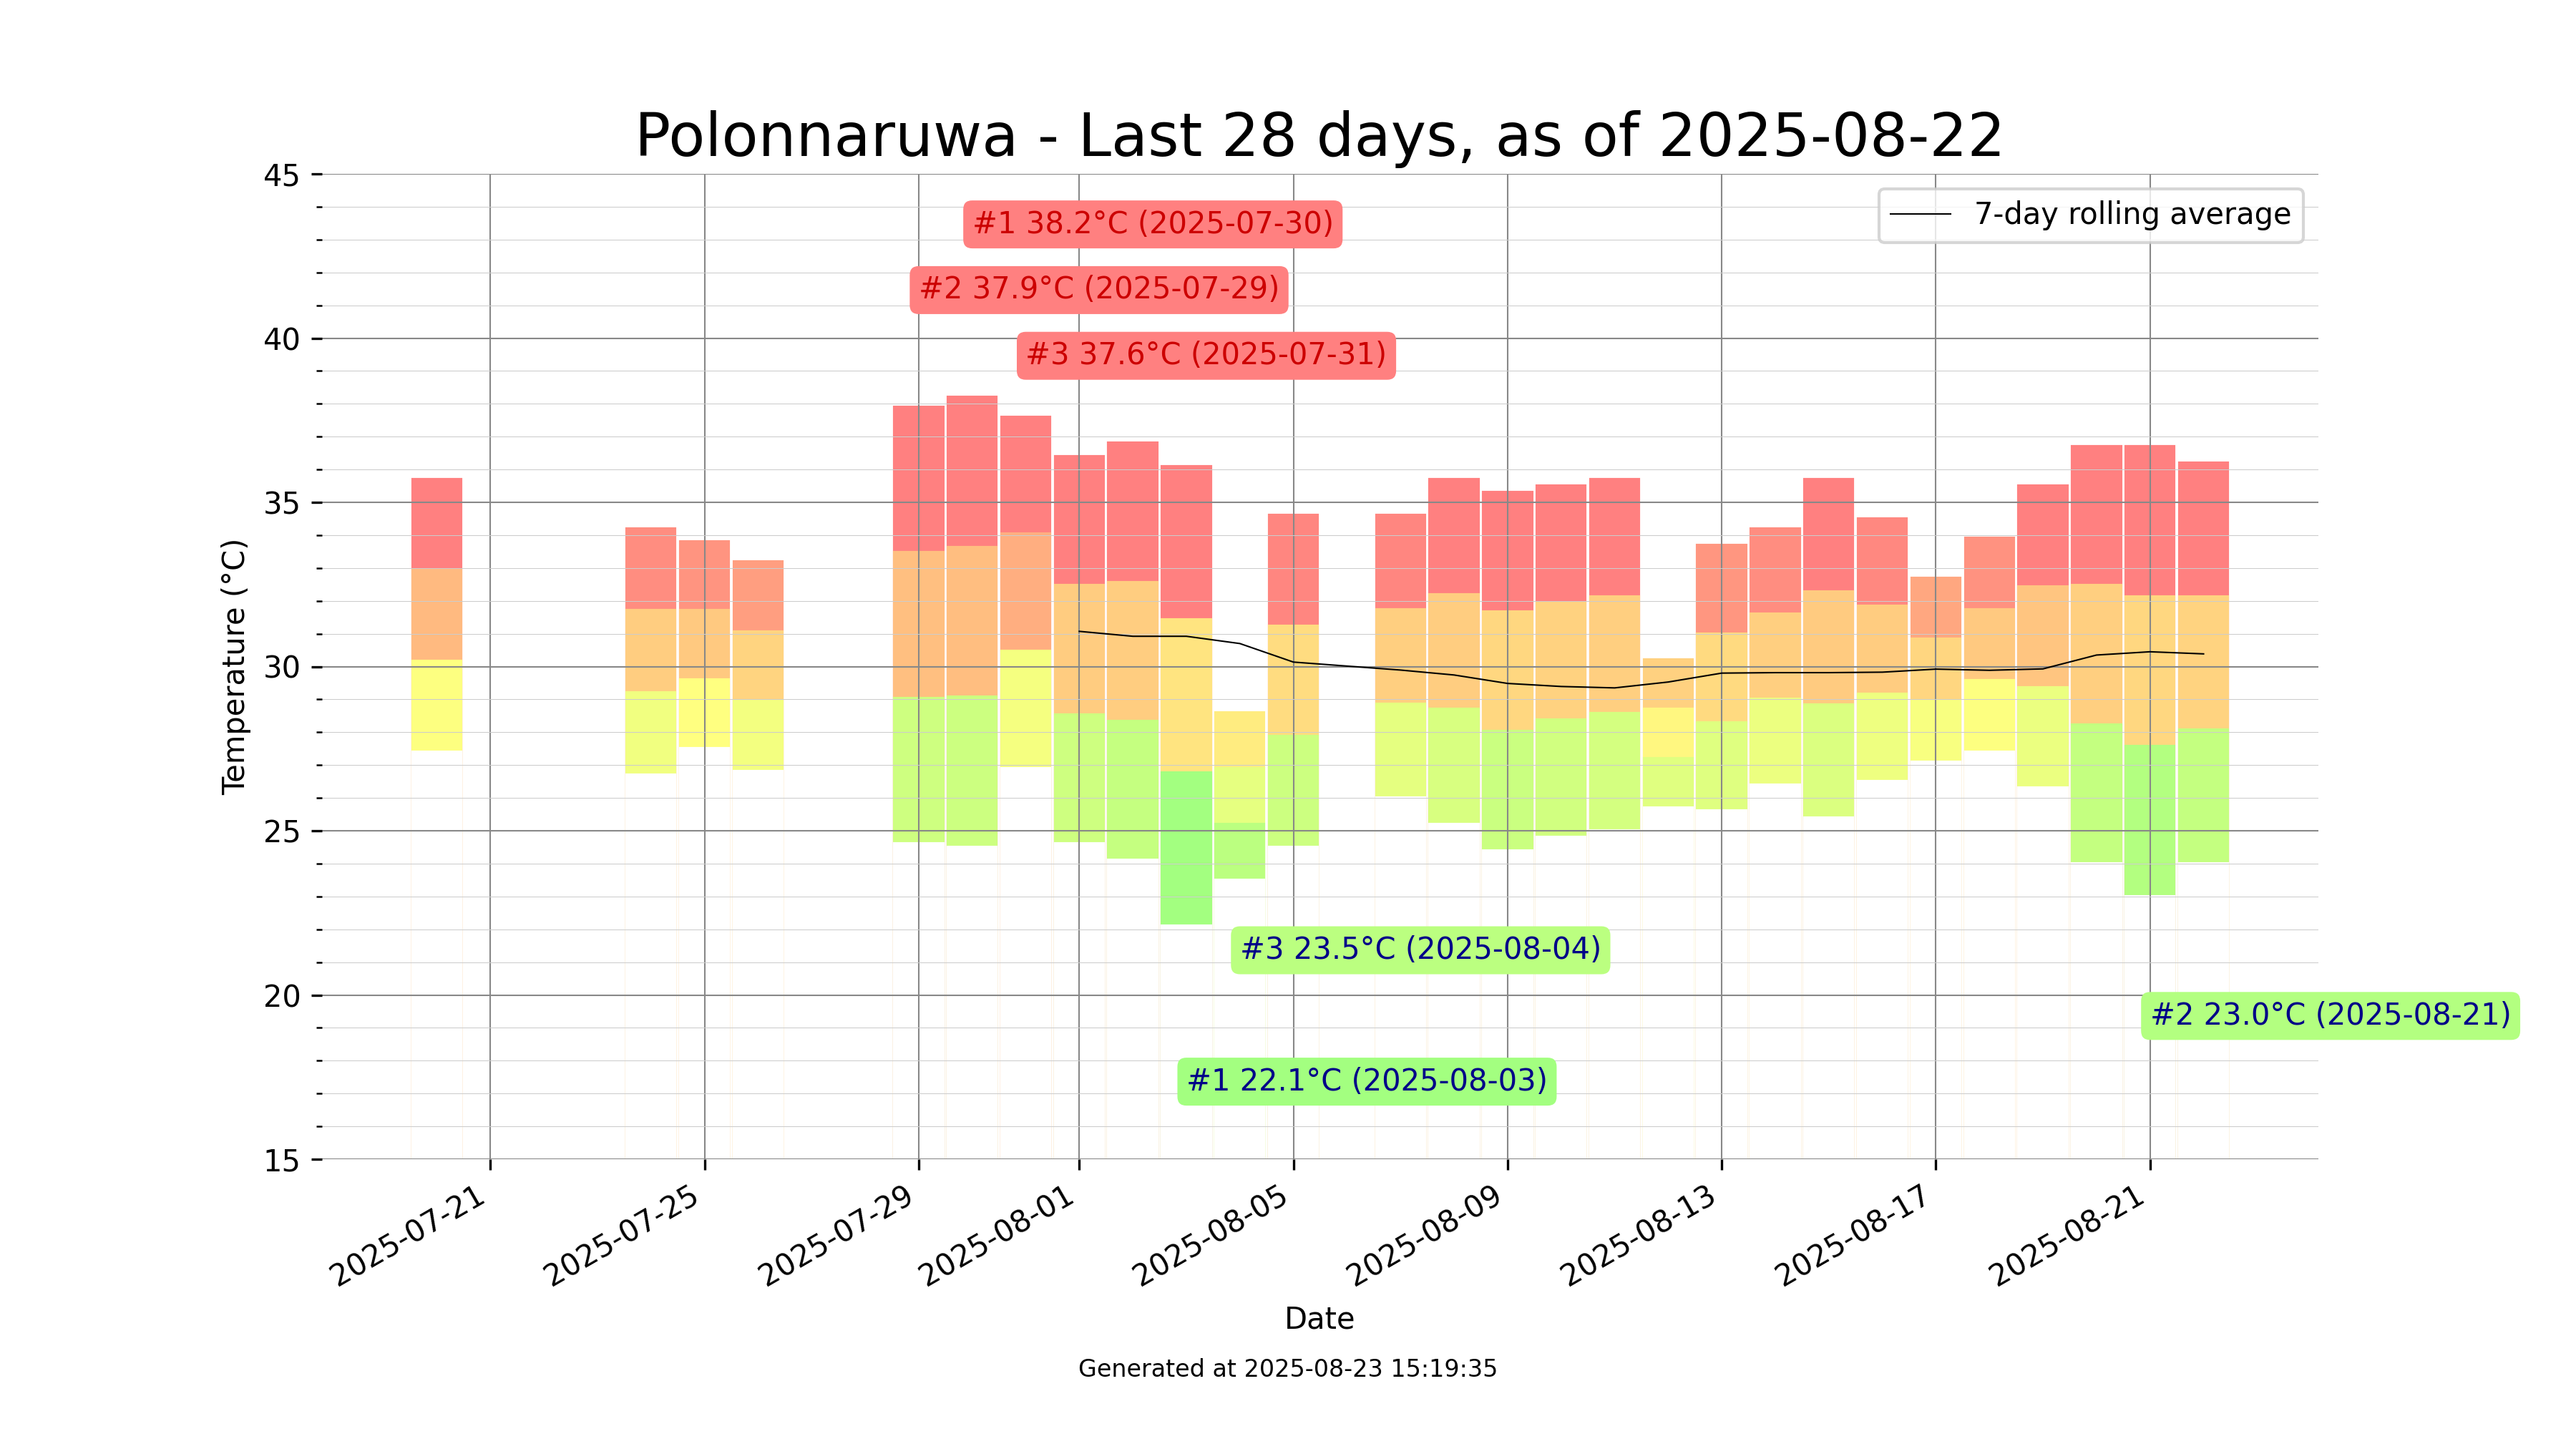 Polonnaruwa - Last 28 days, as of 2025-08-22
7-day rolling average
#1 38.2°C (2025-07-30)
#2 37.9°C (2025-07-29)
#3 37.6°C (2025-07-31)
#3 23.5°C (2025-08-04)
#2 23.0°C (2025-08-21)
#1 22.1°C (2025-08-03)
Temperature (°C)
45
40
35
30
25
20
15
2025-07-21
2025-07-25
2025-07-29
2025-08-01
2025-08-05
2025-08-09
2025-08-13
2025-08-17
2025-08-21
Date
Generated at 2025-08-23 15:19:35